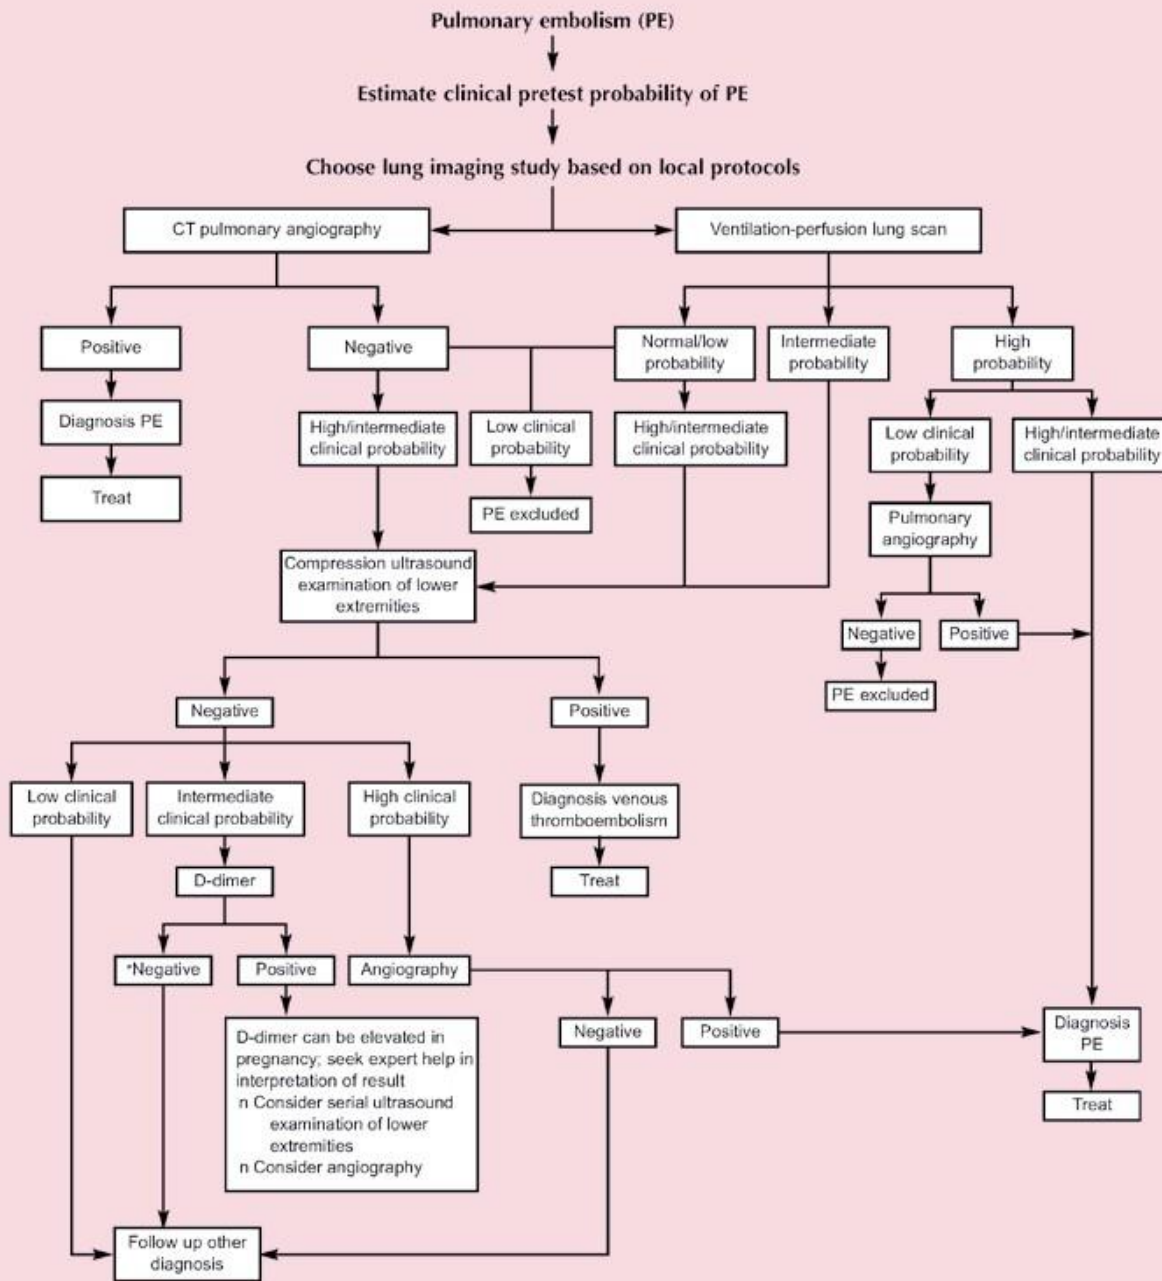 Pulmonary embolism (PE)
Estimate clinical pretest probability of PE
Choose lung imaging study based on local protocols
CT pulmonary angiography
Ventilation-perfusion lung scan
Positive
Negative
Normal/low
probability
Intermediate
probability
High
probability
Diagnosis PE
High/intermediate
clinical probability
Low clinical
probability
High/intermediate
clinical probability
Low clinical
probability
High/intermediate
clinical probability
Treat
PE excluded
Pulmonary
angiography
Compression ultrasound
examination of lower
extremities
Negative
Positive
PE excluded
Negative
Positive
Low clinical
probability
Intermediate
clinical probability
High clinical
probability
Diagnosis venous
thromboembolism
D-dimer
Treat
*Negative
Positive
Angiography
D-dimer can be elevated in
pregnancy; seek expert help in
interpretation of result
n Consider serial ultrasound
examination of lower
extremities
n Consider angiography
Negative
Positive
Diagnosis
PE
Treat
Follow up other
diagnosis